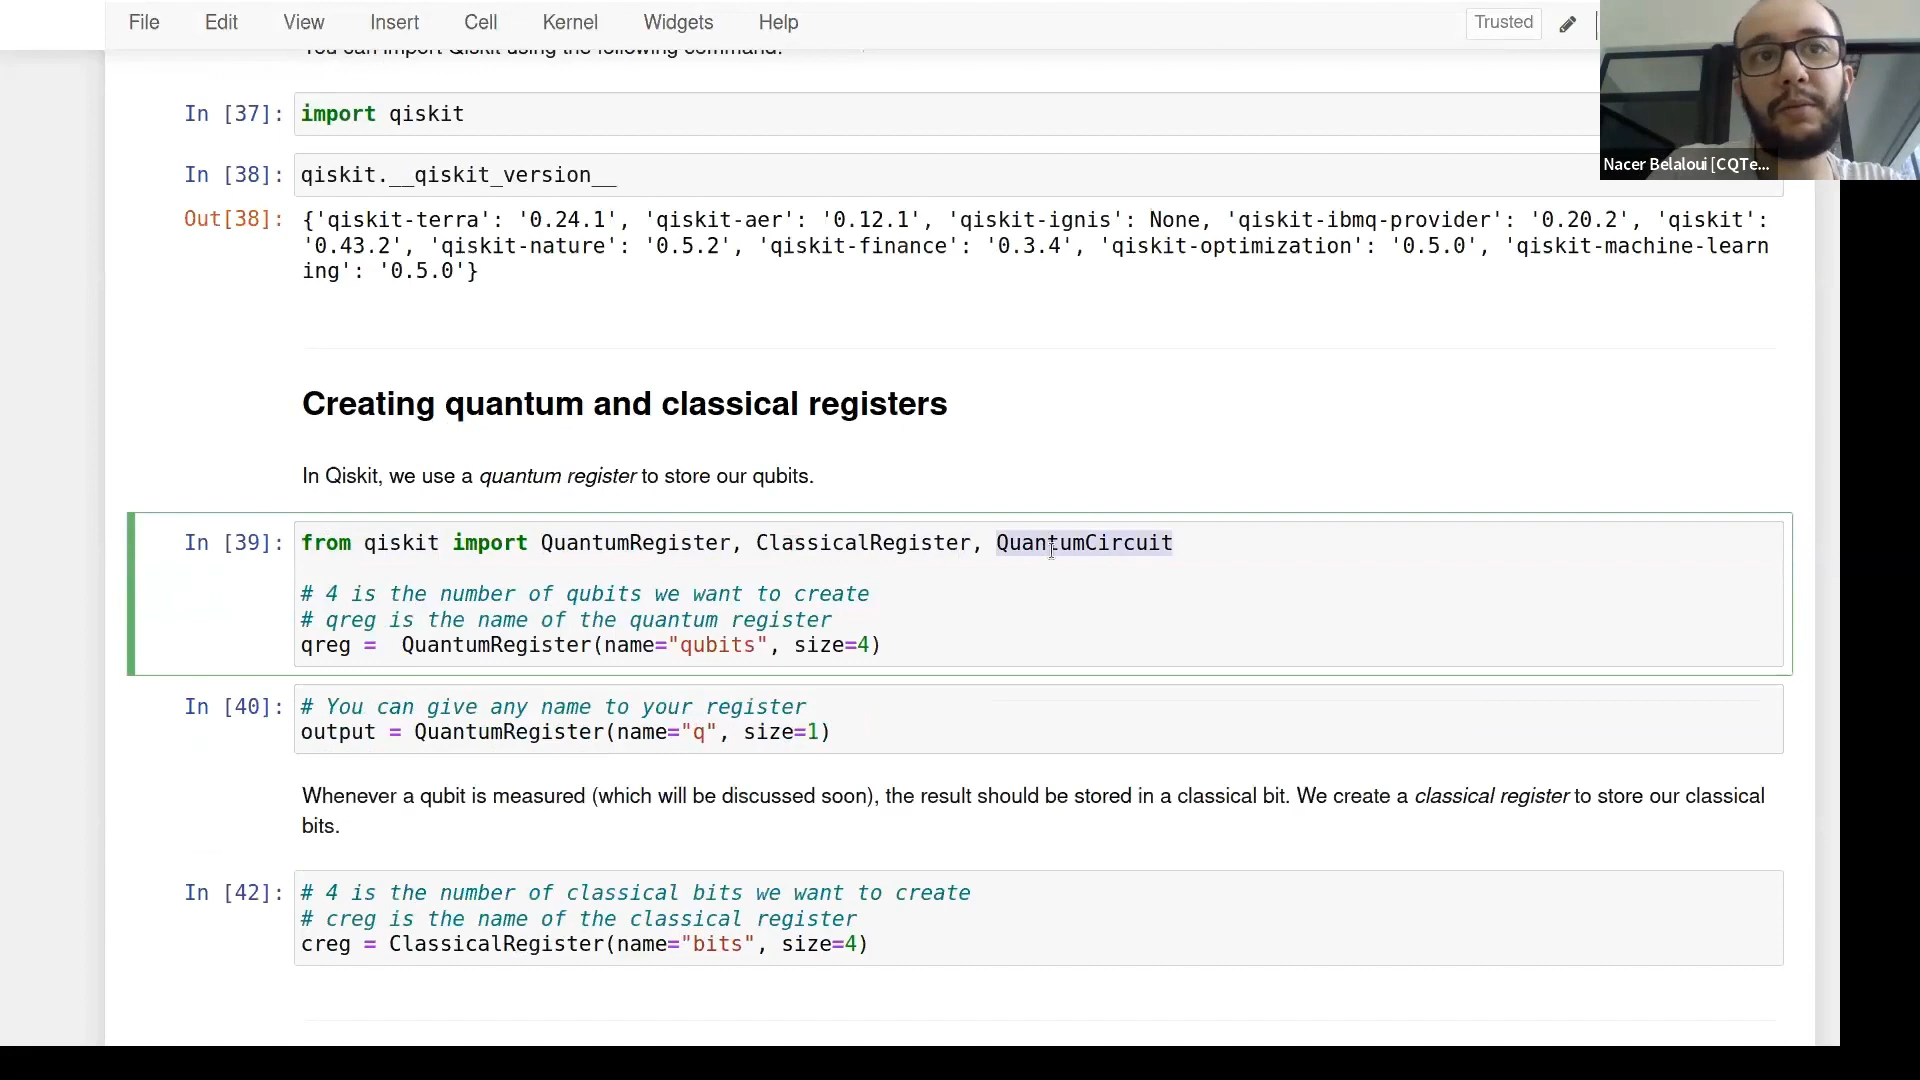 File Edit View Insert Cell Kernel Widgets Help Trusted
You can import Qiskit using the following command:
In [37]: import qiskit
In [38]: qiskit.__qiskit_version__
Nacer Belaloui [CQTe...
Out[38]: {'qiskit-terra': '0.24.1', 'qiskit-aer': '0.12.1', 'qiskit-ignis': None, 'qiskit-ibmq-provider': '0.20.2', 'qiskit':
'0.43.2', 'qiskit-nature': '0.5.2', 'qiskit-finance': '0.3.4', 'qiskit-optimization': '0.5.0', 'qiskit-machine-learn
ing': '0.5.0'}
Creating quantum and classical registers
In Qiskit, we use a quantum register to store our qubits.
In [39]: from qiskit import QuantumRegister, ClassicalRegister, QuantumCircuit
# 4 is the number of qubits we want to create
# qreg is the name of the quantum register
qreg =  QuantumRegister(name="qubits", size=4)
In [40]: # You can give any name to your register
output = QuantumRegister(name="q", size=1)
Whenever a qubit is measured (which will be discussed soon), the result should be stored in a classical bit. We create a classical register to store our classical
bits.
In [42]: # 4 is the number of classical bits we want to create
# creg is the name of the classical register
creg = ClassicalRegister(name="bits", size=4)